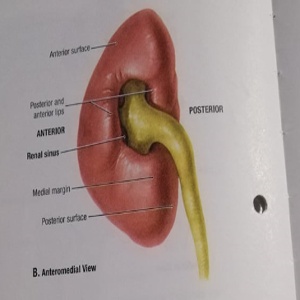 Anterior surface
Posterior and
anterior lips
POSTERIOR
ANTERIOR
Renal sinus
Medial margin
Posterior surface
B. Anteromedial View